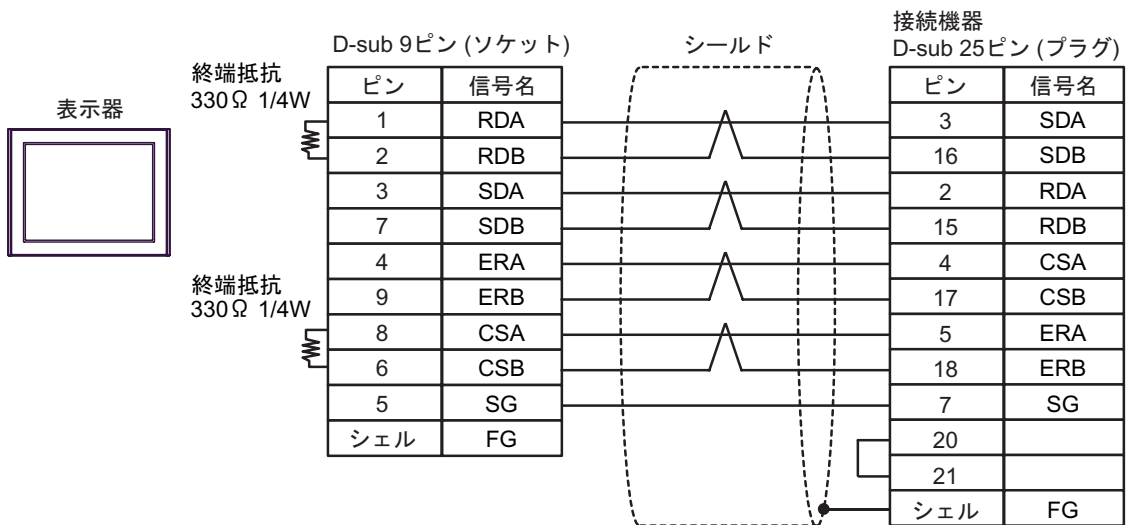 表示器
終端抵抗
330Ω 1/4W
終端抵抗
330Ω 1/4W
D-sub 9ピン (ソケット)
ピン 信号名
1 RDA
2 RDB
3 SDA
7 SDB
4 ERA
9 ERB
8 CSA
6 CSB
5 SG
シェル FG
シールド
接続機器
D-sub 25ピン (プラグ)
ピン 信号名
3 SDA
16 SDB
2 RDA
15 RDB
4 CSA
17 CSB
5 ERA
18 ERB
7 SG
20
21
シェル FG